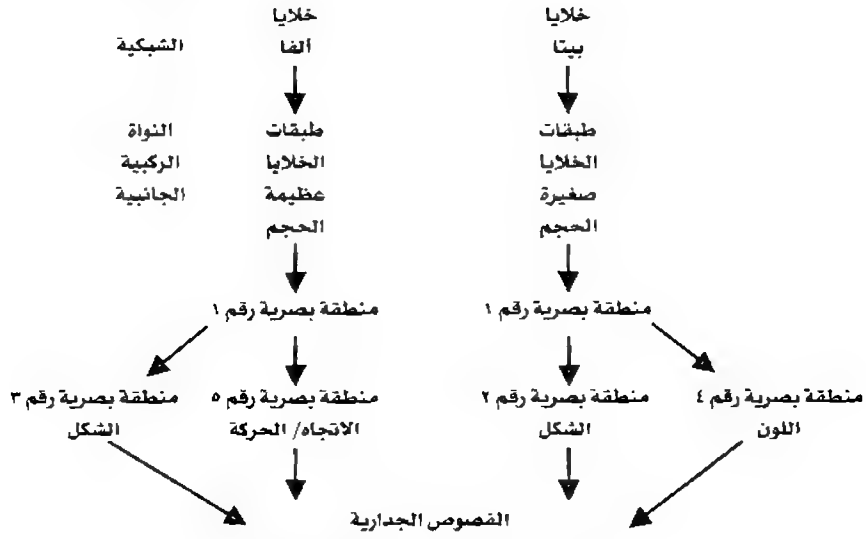 خلايا
خلايا
بيتا
ألفا
الشبكية
طبقات
طبقات
النواة
الخلايا
الخلايا
الركبية
صغيرة
عظيمة
الجانبية
الحجم
الحجم
منطقة بصرية رقم ١
منطقة بصرية رقم ١
منطقة بصرية رقم ٤
منطقة بصرية رقم ٢
منطقة بصرية رقم ٥
منطقة بصرية رقم ٣
اللون
الشكل
الاتجاه/ الحركة
الشكل
الفصوص الجدارية